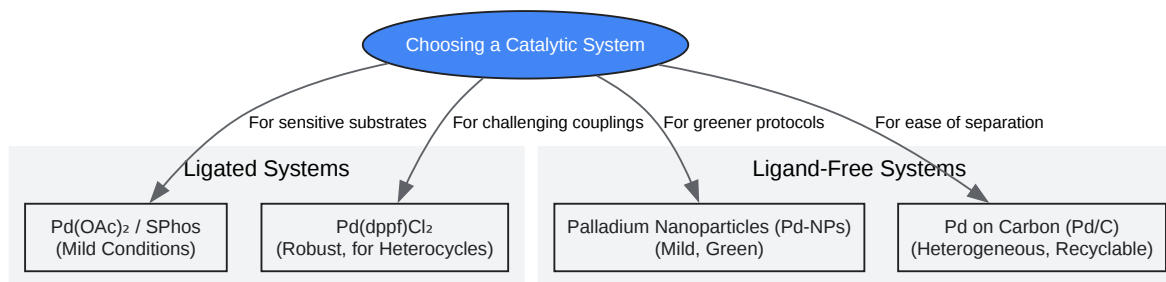 Choosing a Catalytic System
For sensitive substrates
For challenging couplings
For greener protocols
For ease of separation
Ligated Systems
Ligand-Free Systems
Pd(OAc)₂ / SPhos
(Mild Conditions)
Pd(dppf)Cl₂
(Robust, for Heterocycles)
Palladium Nanoparticles (Pd-NPs)
(Mild, Green)
Pd on Carbon (Pd/C)
(Heterogeneous, Recyclable)